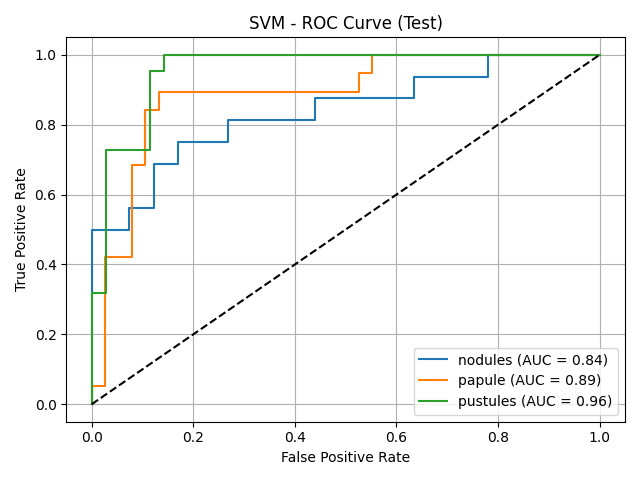 SVM - ROC Curve (Test)
True Positive Rate
1.0
0.8
0.6
0.4
0.2
0.0
0.0 0.2 0.4 0.6 0.8 1.0
False Positive Rate
nodules (AUC = 0.84)
papule (AUC = 0.89)
pustules (AUC = 0.96)